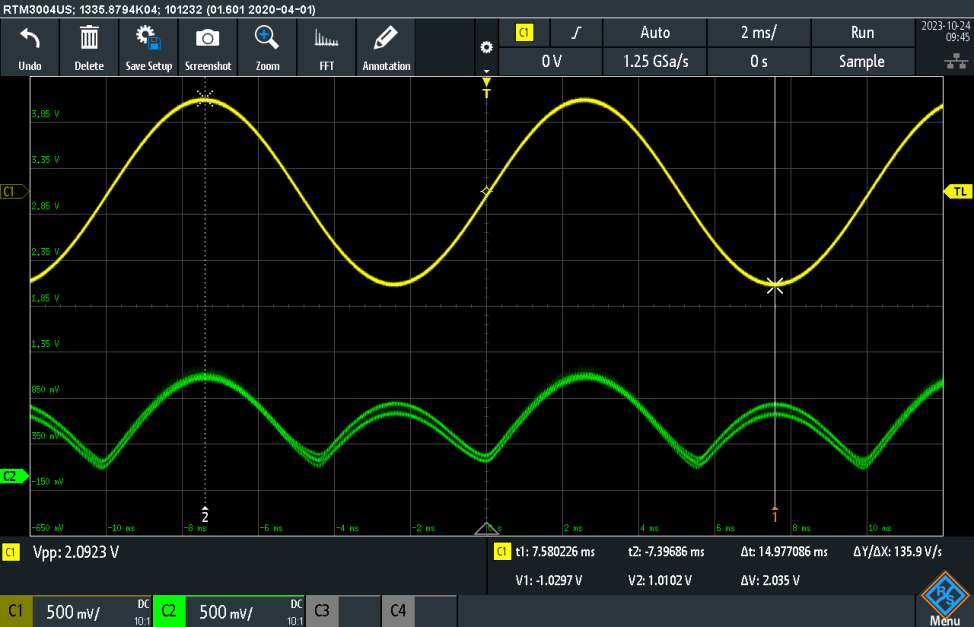 RTM3004US; 1335.8794K04; 101232 (01.601 2020-04-01)
Undo Delete Save Setup Screenshot Zoom FFT Annotation
C1 Auto 2 ms/ Run
0 V 1.25 GSa/s 0 s Sample
2023-10-24
09:45
T
3.85 V
3.35 V
C1 TL
2.85 V
2.35 V
1.85 V
1.35 V
850 mV
350 mV
C2
-150 mV
2 1
-650 mV -10 ms -8 ms -6 ms -4 ms -2 ms 2 ms 4 ms 6 ms 8 ms 10 ms
C1 Vpp: 2.0923 V
C1 t1: 7.580226 ms t2: -7.39686 ms Δt: 14.977086 ms ΔY/ΔX: 135.9 V/s
V1: -1.0297 V V2: 1.0102 V ΔV: 2.035 V
C1 500 mV/ DC 10:1 C2 500 mV/ DC 10:1 C3 C4
R&S
Menu